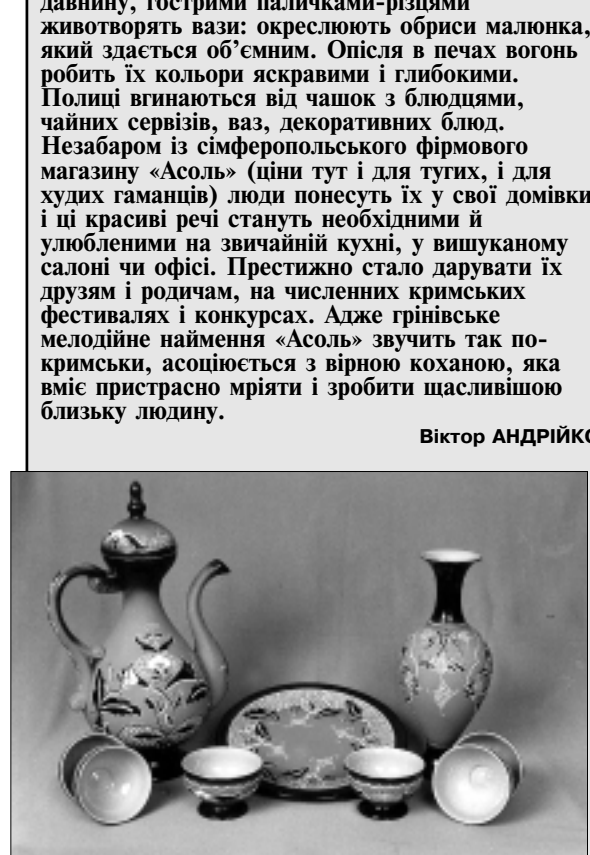 давнину, гострими паличками-різцями
животворять вази: окреслюють обриси малюнка,
який здається об’ємним. Опісля в печах вогонь
робить їх кольори яскравими і глибокими.
Полиці вгинаються від чашок з блюдцями,
чайних сервізів, ваз, декоративних блюд.
Незабаром із сімферопольського фірмового
магазину «Асоль» (ціни тут і для тугих, і для
худих гаманців) люди понесуть їх у свої домівки
і ці красиві речі стануть необхідними й
улюбленими на звичайній кухні, у вишуканому
салоні чи офісі. Престижно стало дарувати їх
друзям і родичам, на численних кримських
фестивалях і конкурсах. Адже грінівське
мелодійне наймення «Асоль» звучить так по-
кримськи, асоціюється з вірною коханою, яка
вміє пристрасно мріяти і зробити щасливішою
близьку людину.
Віктор АНДРІЙКО